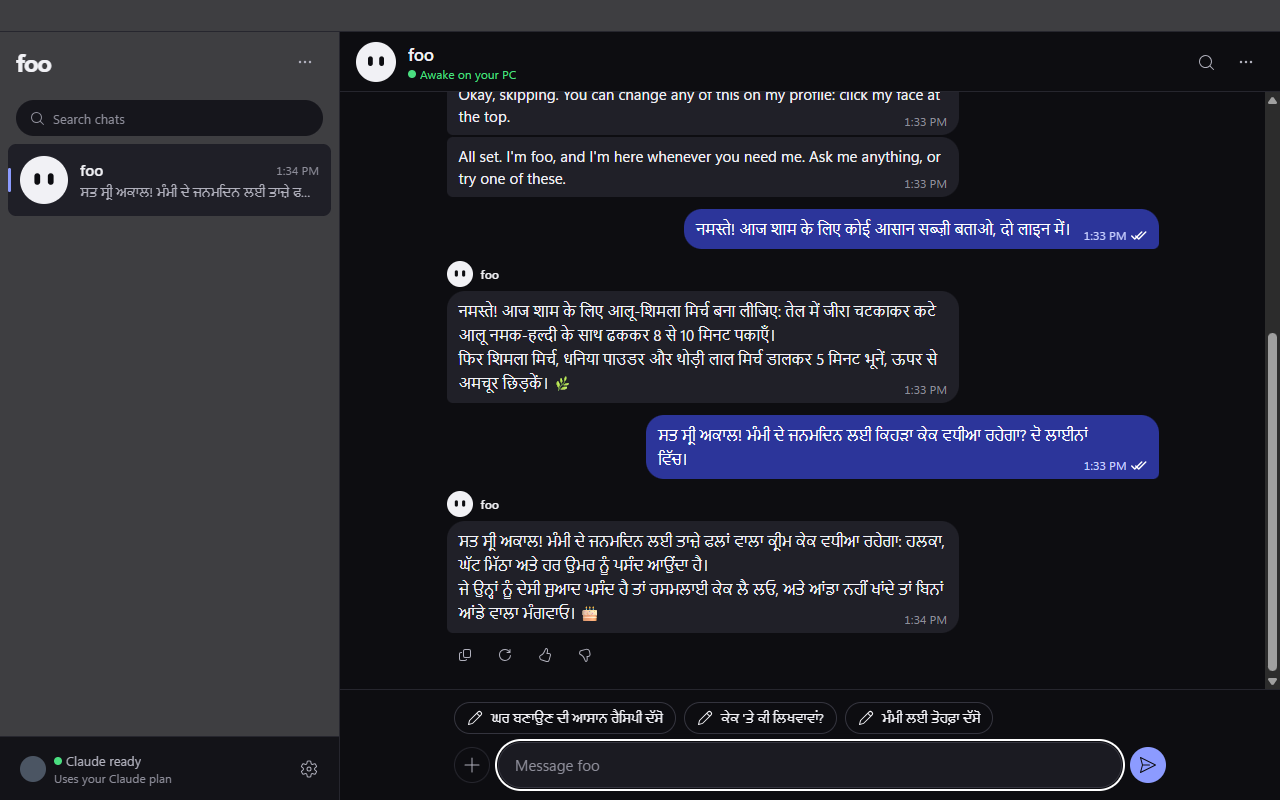 foo
Search chats
foo
1:34 PM
ਸਤ ਸ੍ਰੀ ਅਕਾਲ! ਮੰਮੀ ਦੇ ਜਨਮਦਿਨ ਲਈ ਤਾਜ਼ੇ ਫ...
Claude ready
Uses your Claude plan
foo
Awake on your PC
Okay, skipping. You can change any of this on my profile: click my face at
the top.
1:33 PM
All set. I'm foo, and I'm here whenever you need me. Ask me anything, or
try one of these.
1:33 PM
नमस्ते! आज शाम के लिए कोई आसान सब्ज़ी बताओ, दो लाइन में।
1:33 PM
foo
नमस्ते! आज शाम के लिए आलू-शिमला मिर्च बना लीजिए: तेल में जीरा चटकाकर कटे
आलू नमक-हल्दी के साथ ढककर 8 से 10 मिनट पकाएँ।
फिर शिमला मिर्च, धनिया पाउडर और थोड़ी लाल मिर्च डालकर 5 मिनट भूनें, ऊपर से
अमचूर छिड़कें। 🌿
1:33 PM
ਸਤ ਸ੍ਰੀ ਅਕਾਲ! ਮੰਮੀ ਦੇ ਜਨਮਦਿਨ ਲਈ ਕਿਹੜਾ ਕੇਕ ਵਧੀਆ ਰਹੇਗਾ? ਦੋ ਲਾਈਨਾਂ
ਵਿੱਚ।
1:33 PM
foo
ਸਤ ਸ੍ਰੀ ਅਕਾਲ! ਮੰਮੀ ਦੇ ਜਨਮਦਿਨ ਲਈ ਤਾਜ਼ੇ ਫਲਾਂ ਵਾਲਾ ਕ੍ਰੀਮ ਕੇਕ ਵਧੀਆ ਰਹੇਗਾ: ਹਲਕਾ,
ਘੱਟ ਮਿੱਠਾ ਅਤੇ ਹਰ ਉਮਰ ਨੂੰ ਪਸੰਦ ਆਉਂਦਾ ਹੈ।
ਜੇ ਉਨ੍ਹਾਂ ਨੂੰ ਦੇਸੀ ਸੁਆਦ ਪਸੰਦ ਹੈ ਤਾਂ ਰਸਮਲਾਈ ਕੇਕ ਲੈ ਲਓ, ਅਤੇ ਆਂਡਾ ਨਹੀਂ ਖਾਂਦੇ ਤਾਂ ਬਿਨਾਂ
ਆਂਡੇ ਵਾਲਾ ਮੰਗਵਾਓ। 🎂
1:34 PM
ਘਰ ਬਣਾਉਣ ਦੀ ਆਸਾਨ ਰੈਸਿਪੀ ਦੱਸੋ
ਕੇਕ 'ਤੇ ਕੀ ਲਿਖਵਾਵਾਂ?
ਮੰਮੀ ਲਈ ਤੋਹਫ਼ਾ ਦੱਸੋ
Message foo